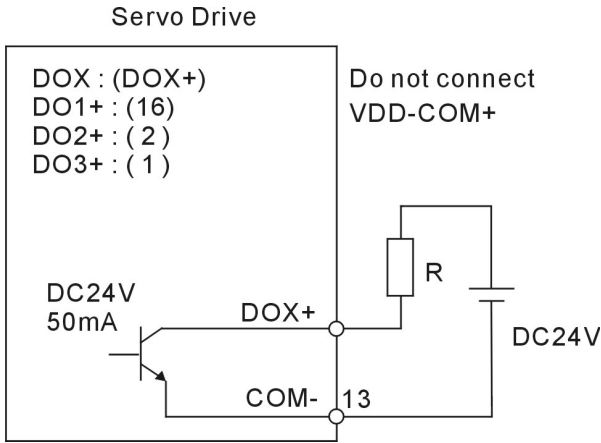 Servo Drive
DOX : (DOX+)
DO1+ : (16)
DO2+ : ( 2 )
DO3+ : ( 1 )
Do not connect
VDD-COM+
R
DC24V
50mA
DOX+
DC24V
COM-
13